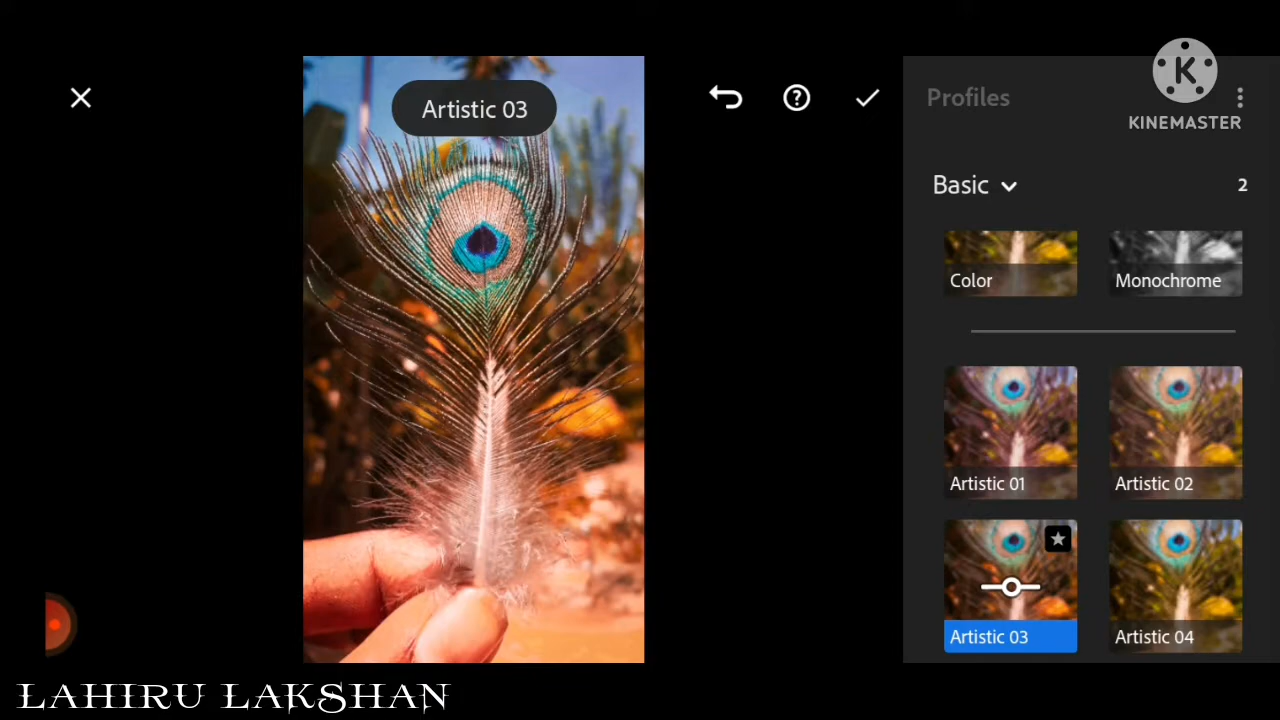 Artistic 03
Profiles
KINEMASTER
Basic
2
Color
Monochrome
Artistic 01
Artistic 02
Artistic 03
Artistic 04
LAHIRU LAKSHAN